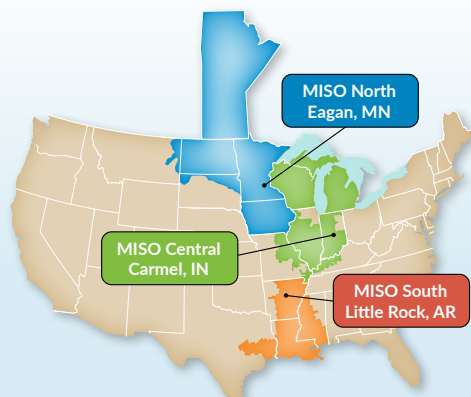 MISO North
Eagan, MN
MISO Central
Carmel, IN
MISO South
Little Rock, AR